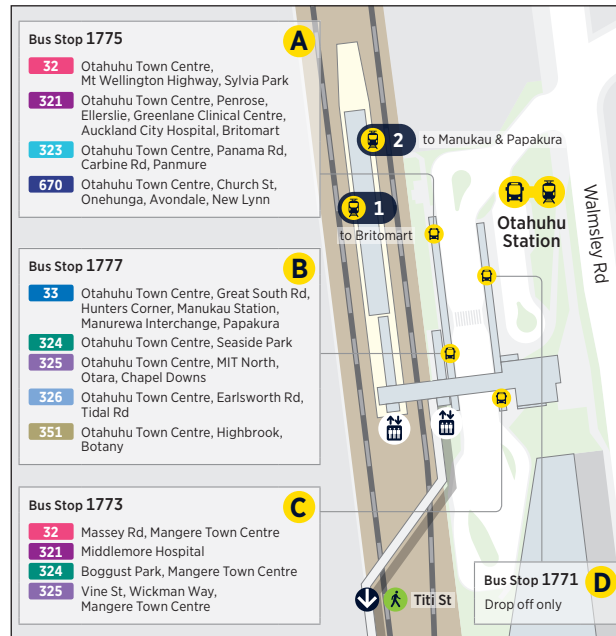 Bus Stop 1775
A
32 Otahuhu Town Centre,
Mt Wellington Highway, Sylvia Park
321 Otahuhu Town Centre, Penrose,
Ellerslie, Greenlane Clinical Centre,
Auckland City Hospital, Britomart
323 Otahuhu Town Centre, Panama Rd,
Carbine Rd, Panmure
670 Otahuhu Town Centre, Church St,
Onehunga, Avondale, New Lynn
2 to Manukau & Papakura
1
to Britomart
Otahuhu
Station
Walmsley Rd
Bus Stop 1777
B
33 Otahuhu Town Centre, Great South Rd,
Hunters Corner, Manukau Station,
Manurewa Interchange, Papakura
324 Otahuhu Town Centre, Seaside Park
325 Otahuhu Town Centre, MIT North,
Otara, Chapel Downs
326 Otahuhu Town Centre, Earlsworth Rd,
Tidal Rd
351 Otahuhu Town Centre, Highbrook,
Botany
Bus Stop 1773
C
32 Massey Rd, Mangere Town Centre
321 Middlemore Hospital
324 Boggust Park, Mangere Town Centre
325 Vine St, Wickman Way,
Mangere Town Centre
Titi St
Bus Stop 1771
D
Drop off only